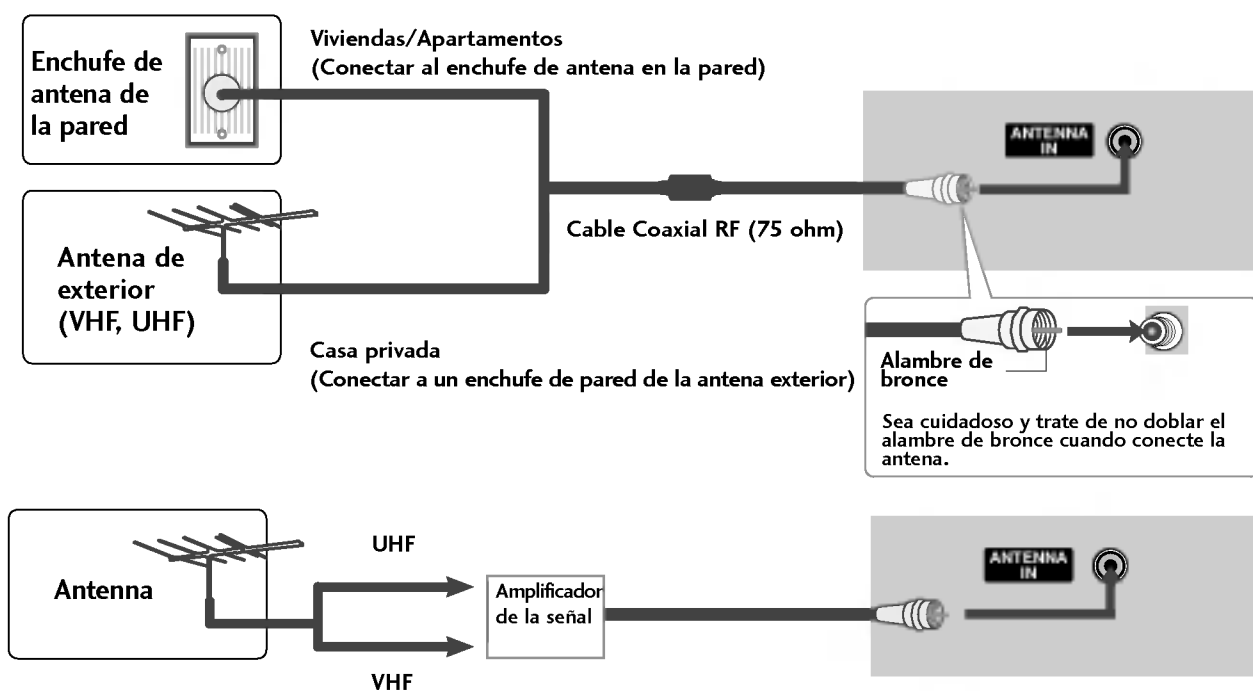 Enchufe de
antena de
la pared
Viviendas/Apartamentos
(Conectar al enchufe de antena en la pared)
ANTENNA
IN
Cable Coaxial RF (75 ohm)
Antena de
exterior
(VHF, UHF)
Casa privada
(Conectar a un enchufe de pared de la antena exterior)
Alambre de
bronce
Sea cuidadoso y trate de no doblar el
alambre de bronce cuando conecte la
antena.
Antenna
UHF
VHF
Amplificador
de la señal
ANTENNA
IN